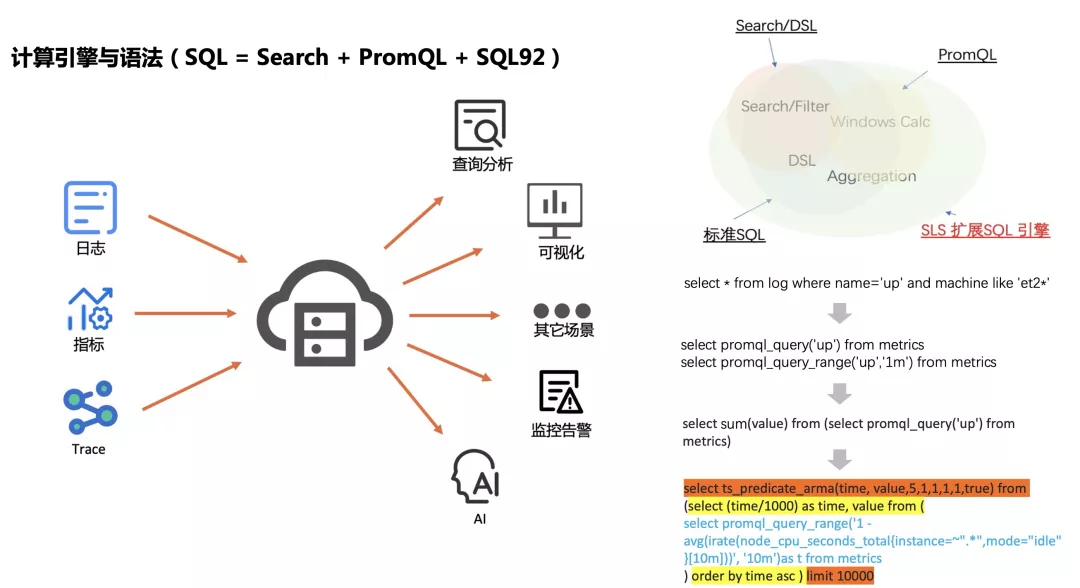 计算引擎与语法（SQL = Search + PromQL + SQL92）
日志
指标
Trace
查询分析
可视化
其它场景
监控告警
AI
AI
Search/DSL
PromQL
Search/Filter
Windows Calc
DSL
Aggregation
标准SQL
SLS 扩展SQL 引擎
select * from log where name='up' and machine like 'et2*'
select promql_query('up') from metrics
select promql_query_range('up','1m') from metrics
select sum(value) from (select promql_query('up') from
metrics)
select ts_predicate_arma(time, value,5,1,1,1,1,true) from
(select (time/1000) as time, value from (
select promql_query_range('1 -
avg(irate(node_cpu_seconds_total{instance=~".*",mode="idle"
}[10m]))', '10m')as t from metrics
) order by time asc ) limit 10000